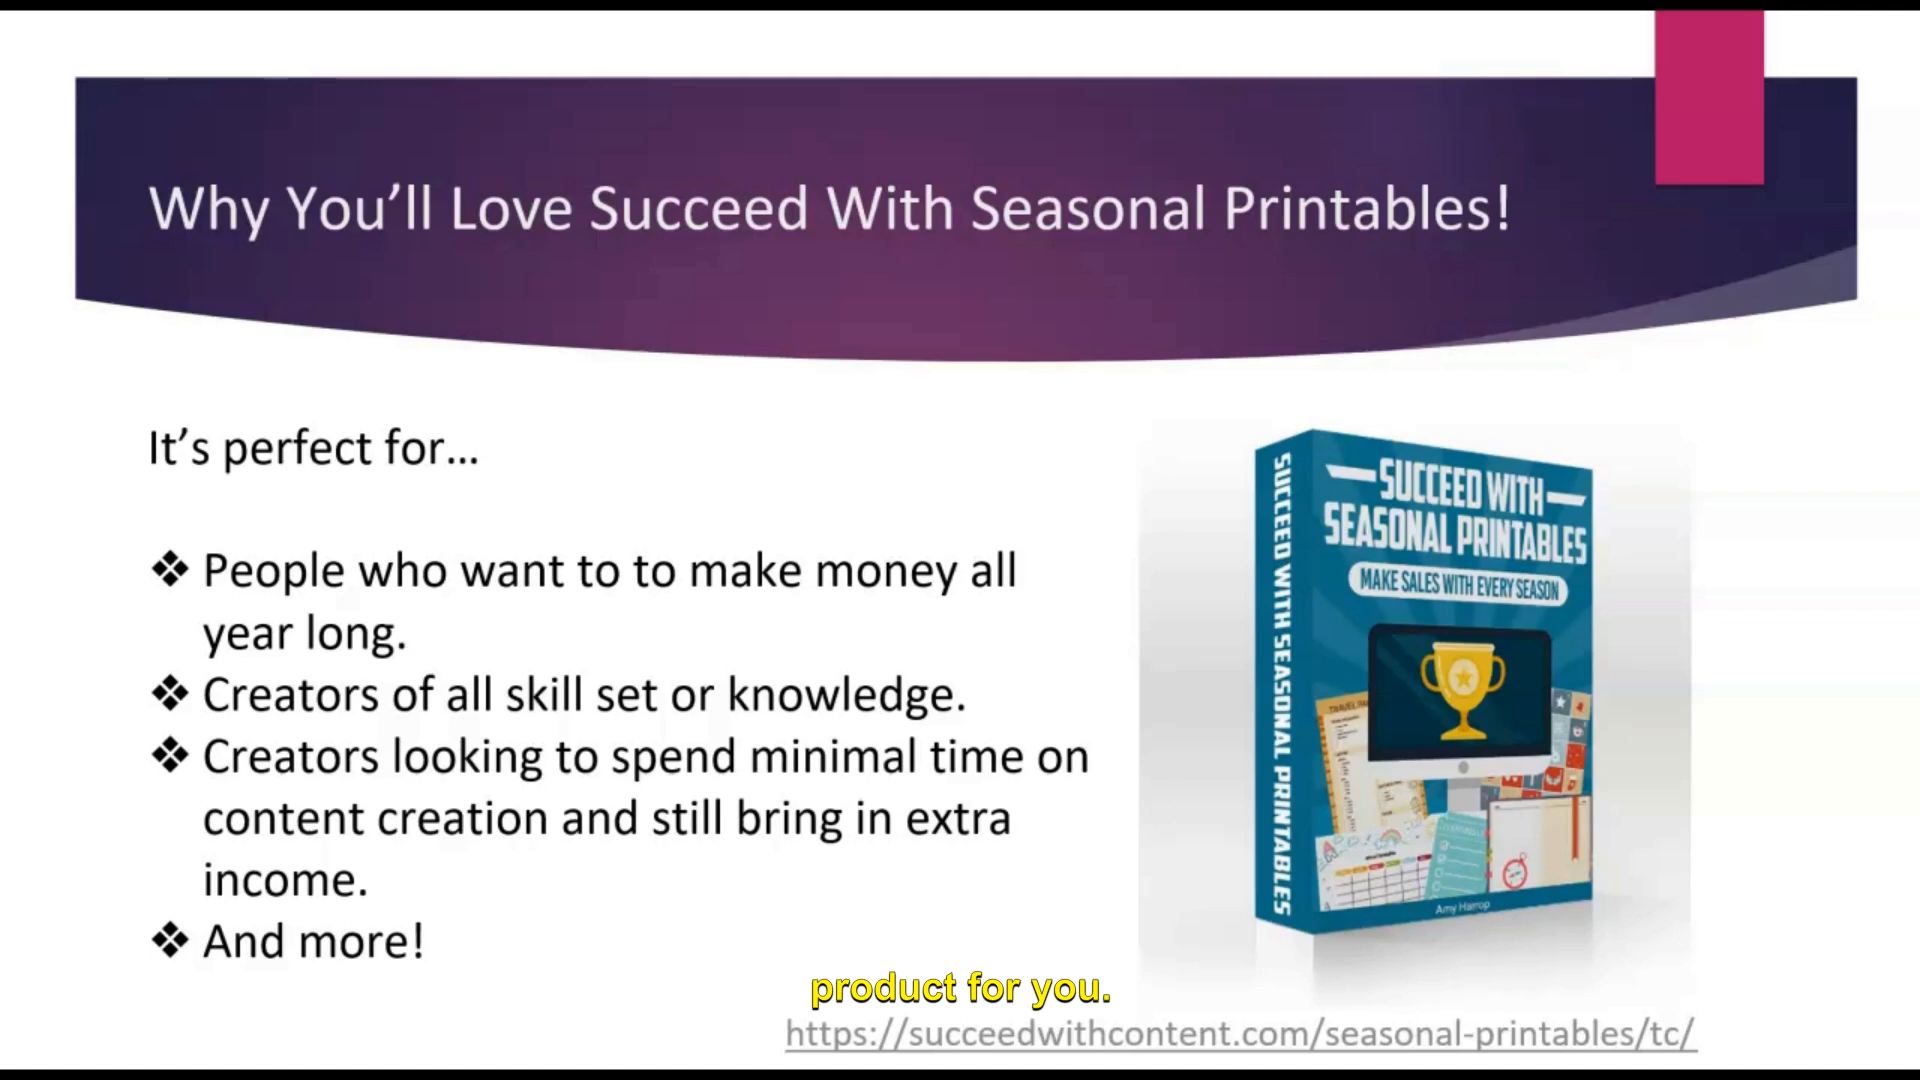 Why You’ll Love Succeed With Seasonal Printables!
It’s perfect for…
❖ People who want to to make money all
year long.
❖ Creators of all skill set or knowledge.
❖ Creators looking to spend minimal time on
content creation and still bring in extra
income.
❖ And more!
SUCCEED WITH SEASONAL PRINTABLES
SUCCEED WITH
SEASONAL PRINTABLES
MAKE SALES WITH EVERY SEASON
Amy Harrop
product for you.
https://succeedwithcontent.com/seasonal-printables/tc/